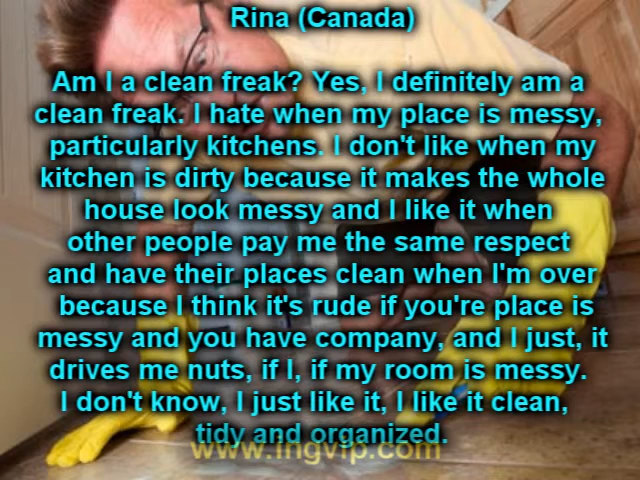 Rina (Canada)
Am I a clean freak? Yes, I definitely am a
clean freak. I hate when my place is messy,
particularly kitchens. I don't like when my
kitchen is dirty because it makes the whole
house look messy and I like it when
other people pay me the same respect
and have their places clean when I'm over
because I think it's rude if you're place is
messy and you have company, and I just, it
drives me nuts, if I, if my room is messy.
I don't know, I just like it, I like it clean,
tidy and organized.
www.ingvip.com